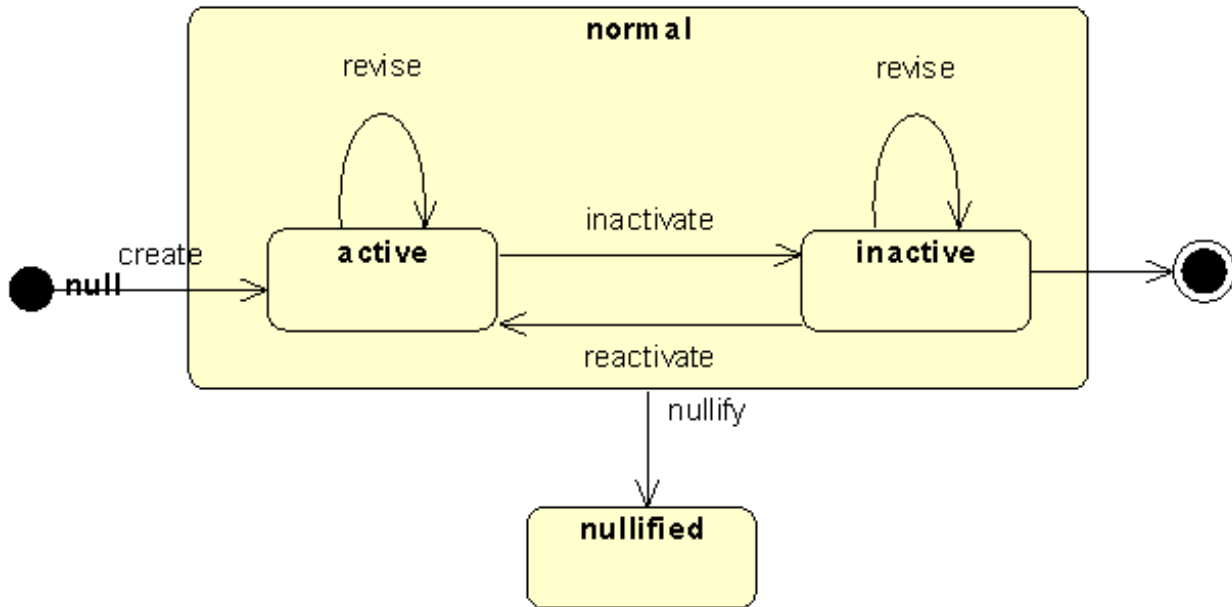 normal
revise
revise
create
null
active
inactivate
inactive
reactivate
nullify
nullified